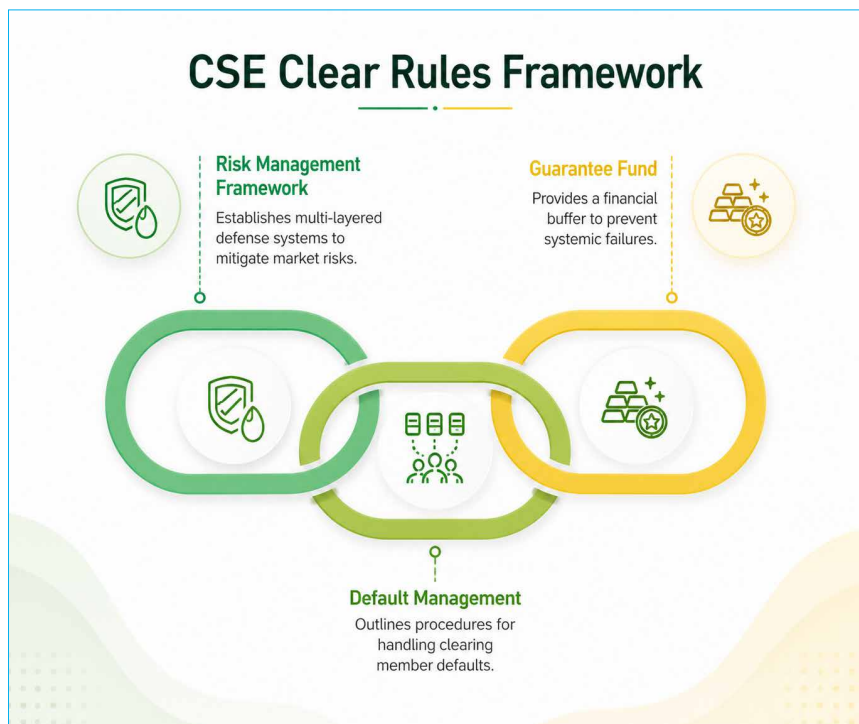 CSE Clear Rules Framework
Risk Management
Framework
Establishes multi-layered
defense systems to
mitigate market risks.
Guarantee Fund
Provides a financial
buffer to prevent
systemic failures.
Default Management
Outlines procedures for
handling clearing
member defaults.